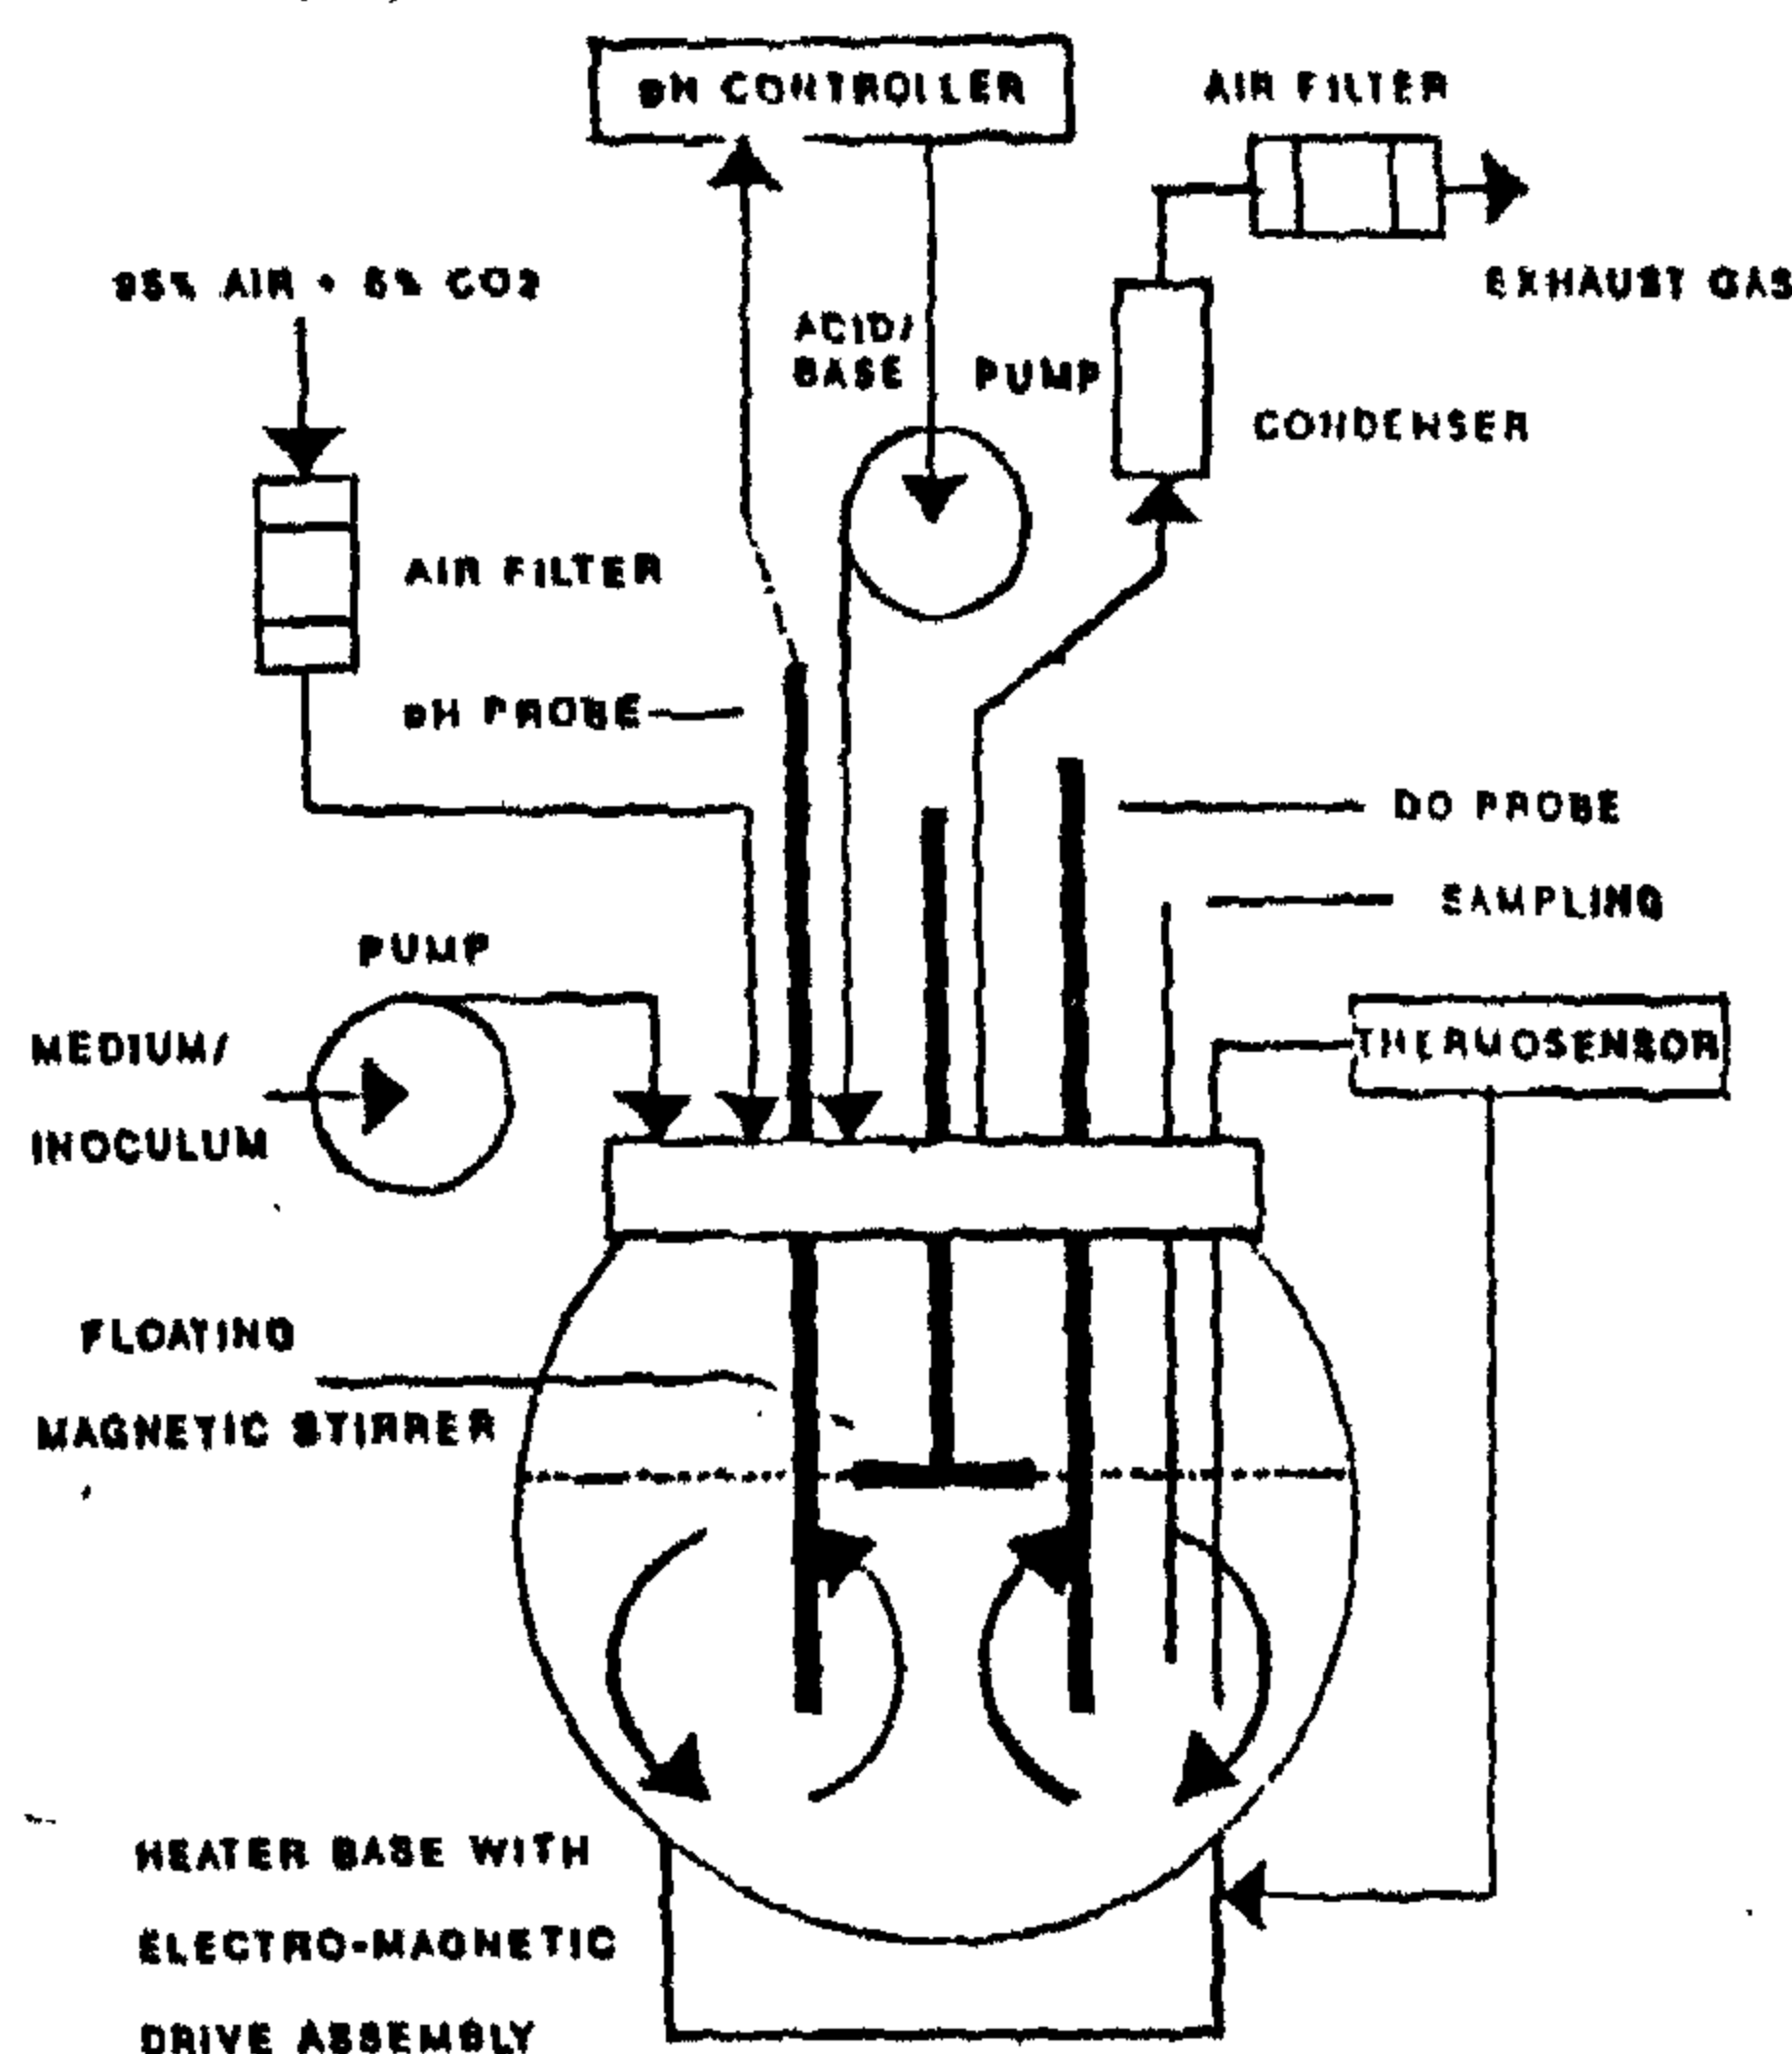 pH CONTROLLER
AIR FILTER
95% AIR + 5% CO2
EXHAUST GAS
ACID/
BASE
PUMP
CONDENSER
AIR FILTER
pH PROBE
DO PROBE
SAMPLING
PUMP
MEDIUM/
INOCULUM
THERMOSENSOR
FLOATING
MAGNETIC STIRRER
HEATER BASE WITH
ELECTRO-MAGNETIC
DRIVE ASSEMBLY